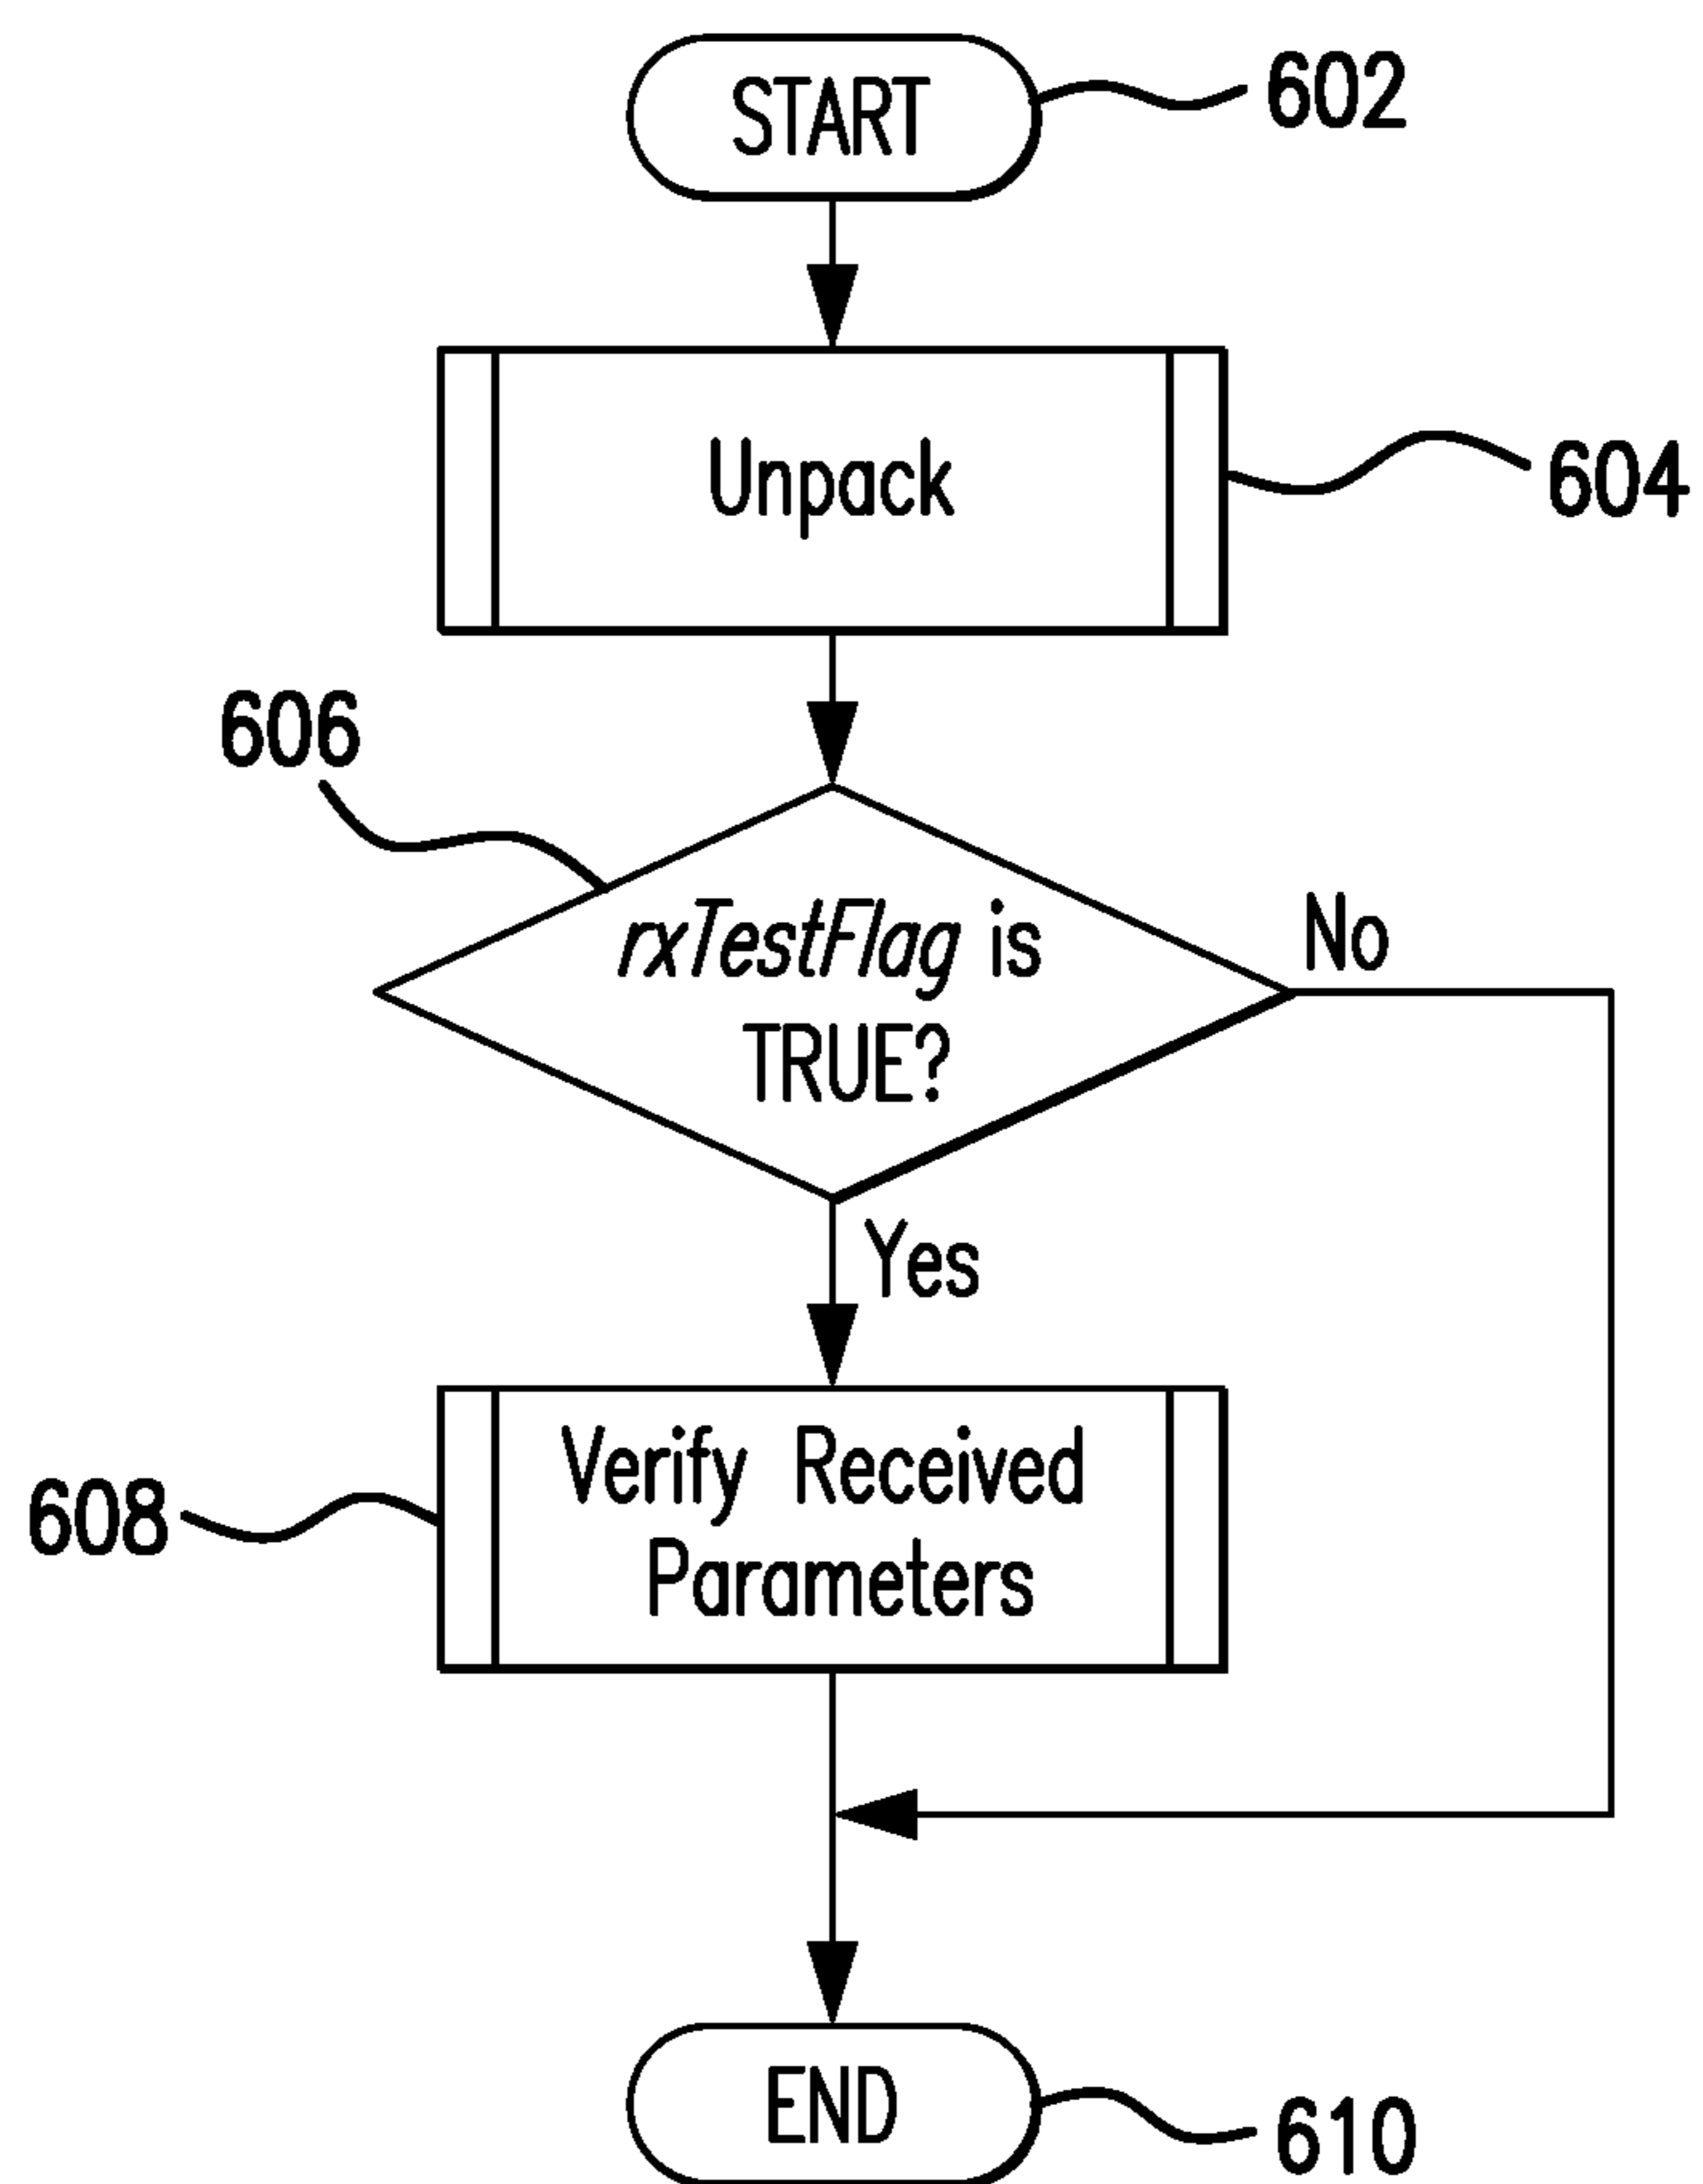 START
602
Unpack
604
606
rxTestFlag is
TRUE?
No
Yes
Verify Received
Parameters
608
END
610